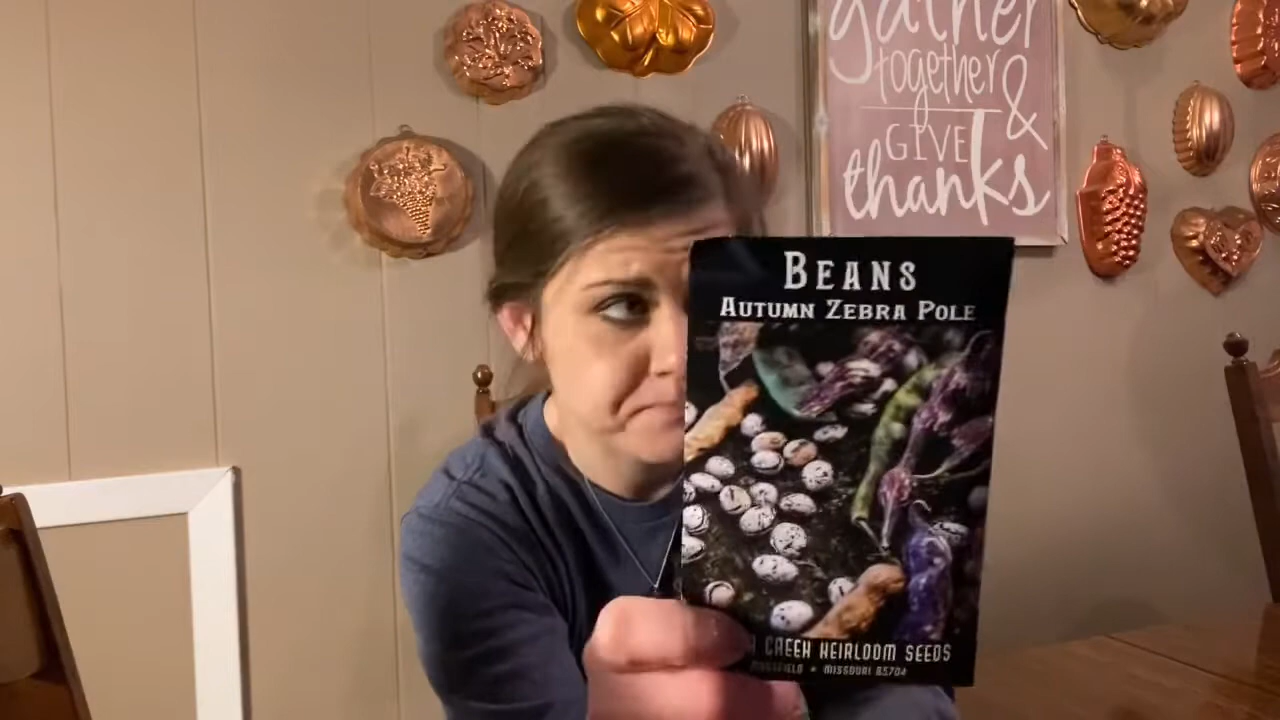 gather
together
&
GIVE
thanks
BEANS
AUTUMN ZEBRA POLE
CREEK HEIRLOOM SEEDS
MISSOURI 65704